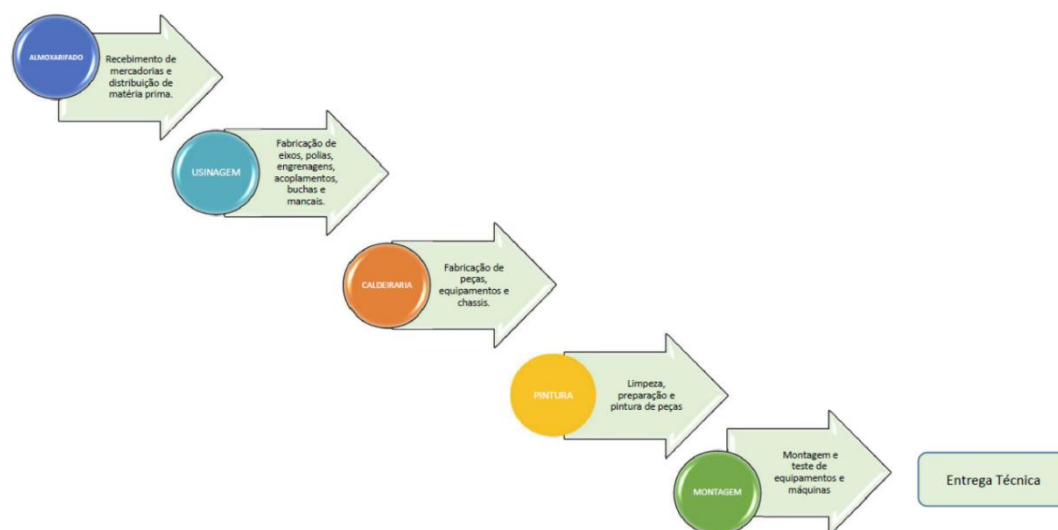 ALMOXARIFADO
Recebimento de
mercadorias e
distribuição de
matéria prima.
USINAGEM
Fabricação de
eixos, polias,
engrenagens,
acoplamentos,
buchas e
mancais.
CALDEIRARIA
Fabricação de
peças,
equipamentos e
chassis.
PINTURA
Limpeza,
preparação e
pintura de peças
MONTAGEM
Montagem e
teste de
equipamentos e
máquinas
Entrega Técnica